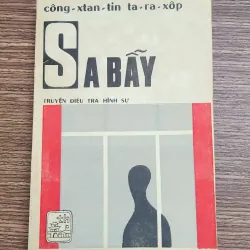 công-xtan-tin ta-ra-xốp
SA BẪY
TRUYỆN ĐIỀU TRA HÌNH SỰ